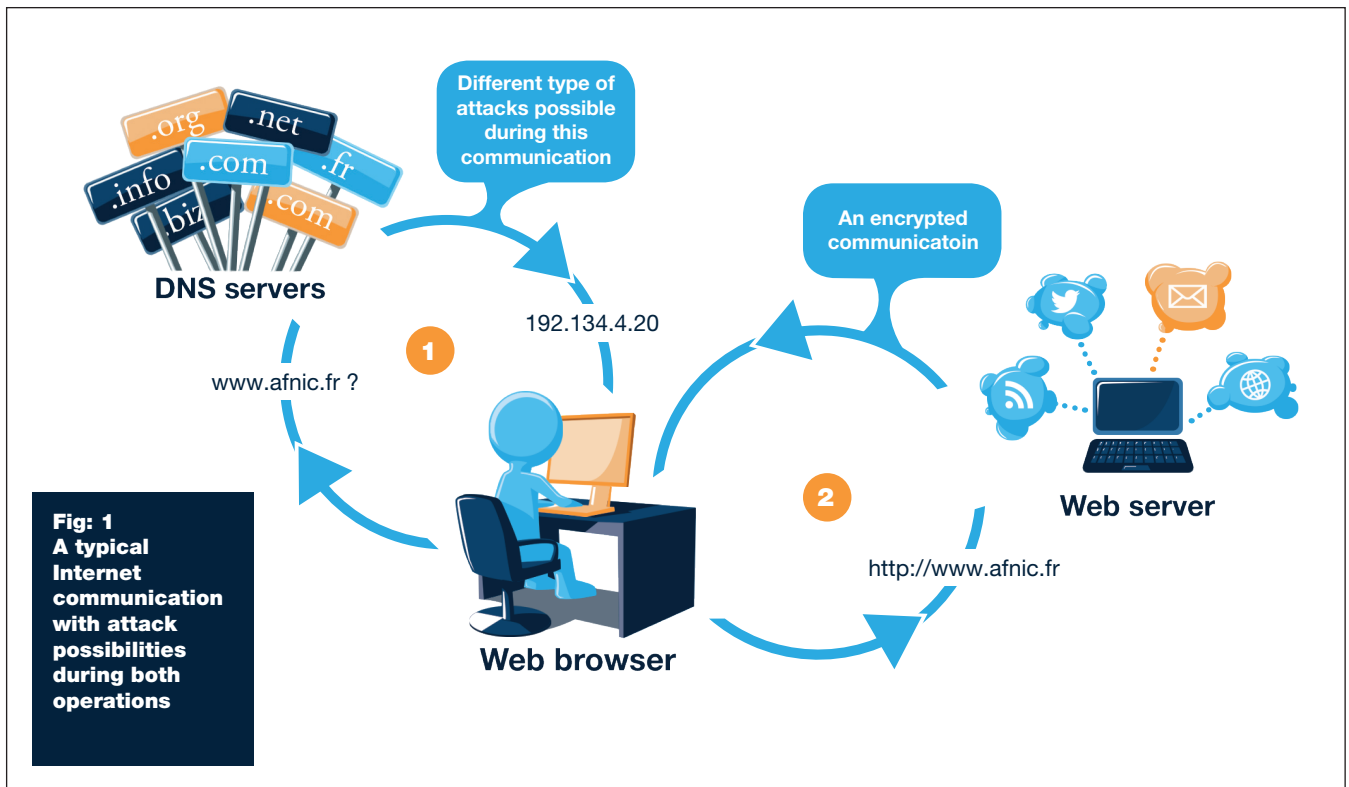 Different type of
attacks possible
during this
communication
.org
.net
.com
.fr
.info
.biz
.com
DNS servers
An encrypted
communicatoin
192.134.4.20
1
www.afnic.fr ?
2
Web server
http://www.afnic.fr
Web browser
Fig: 1
A typical
Internet
communication
with attack
possibilities
during both
operations